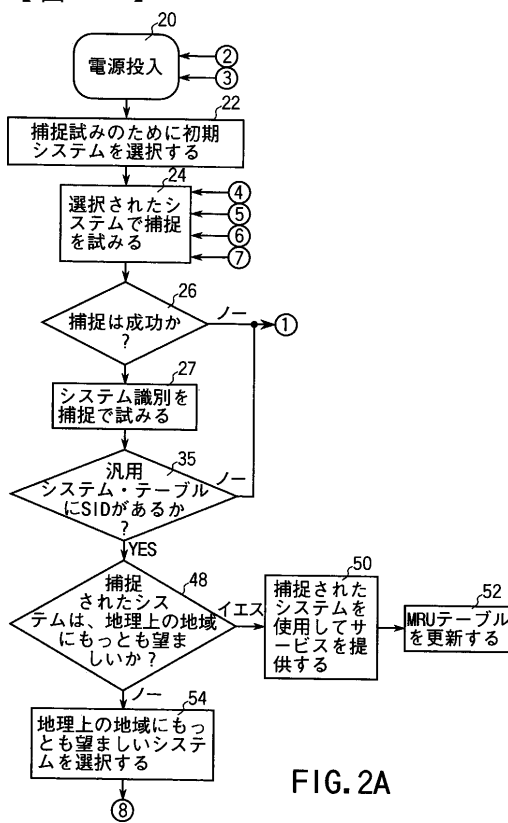 20
電源投入
②
③
22
捕捉試みのために初期
システムを選択する
24
選択されたシ
ステムで捕捉
を試みる
④
⑤
⑥
⑦
26
捕捉は成功か
?
ノー
①
27
システム識別を
捕捉で試みる
35
汎用
システム・テーブル
にSIDがあるか
?
ノー
YES
48
捕捉
されたシス
テムは、地理上の地域
にもっとも望ま
しいか?
イエス
50
捕捉された
システムを
使用してサ
ービスを提
供する
52
MRUテーブル
を更新する
ノー
54
地理上の地域にもっ
とも望ましいシステ
ムを選択する
⑧
FIG. 2A